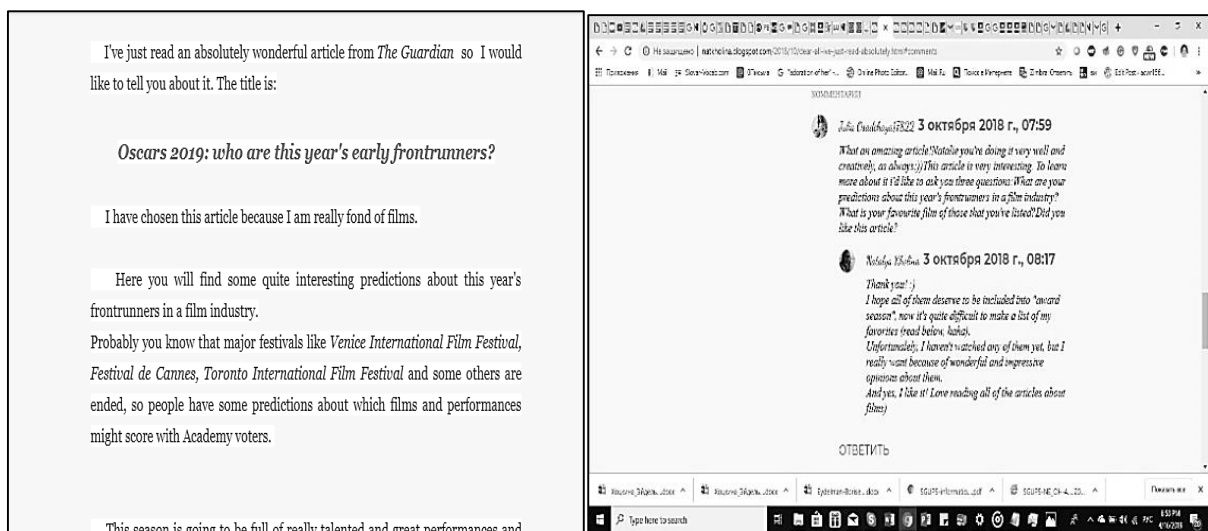 I've just read an absolutely wonderful article from The Guardian so I would
like to tell you about it. The title is:
Oscars 2019: who are this year's early frontrunners?
I have chosen this article because I am really fond of films.
Here you will find some quite interesting predictions about this year's
frontrunners in a film industry.
Probably you know that major festivals like Venice International Film Festival,
Festival de Cannes, Toronto International Film Festival and some others are
ended, so people have some predictions about which films and performances
might score with Academy voters.
This season is going to be full of really talented and great performances and
Не защищено
КОММЕНТАРИИ
3 октября 2018 г., 07:59
What an amazing article!Natalie you're doing it very well and
creatively, as always:))This article is very interesting. To learn
more about it i'd like to ask you three questions:What are your
predictions about this year's frontrunners in a film industry?
What is your favourite film of those that you've listed?Did you
like this article?
3 октября 2018 г., 08:17
Thank you! :)
I hope all of them deserve to be included into "award
season", now it's quite difficult to make a list of my
favorites (read below, haha).
Unfortunately, I haven't watched any of them yet, but I
really want because of wonderful and impressive
opinions about them.
And yes, I like it! Love reading all of the articles about
films)
ОТВЕТИТЬ
Показать все
Type here to search